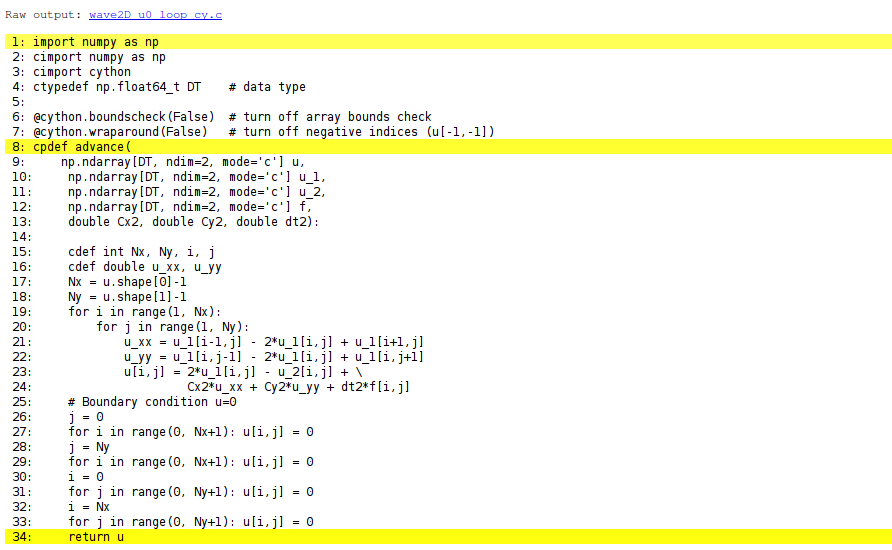 Raw output: wave2D_u0_loop_cy.c
1: import numpy as np
2: cimport numpy as np
3: cimport cython
4: ctypedef np.float64_t DT    # data type
5:
6: @cython.boundscheck(False)  # turn off array bounds check
7: @cython.wraparound(False)   # turn off negative indices (u[-1,-1])
8: cpdef advance(
9:     np.ndarray[DT, ndim=2, mode='c'] u,
10:     np.ndarray[DT, ndim=2, mode='c'] u_1,
11:     np.ndarray[DT, ndim=2, mode='c'] u_2,
12:     np.ndarray[DT, ndim=2, mode='c'] f,
13:     double Cx2, double Cy2, double dt2):
14:
15:     cdef int Nx, Ny, i, j
16:     cdef double u_xx, u_yy
17:     Nx = u.shape[0]-1
18:     Ny = u.shape[1]-1
19:     for i in range(1, Nx):
20:         for j in range(1, Ny):
21:             u_xx = u_1[i-1,j] - 2*u_1[i,j] + u_1[i+1,j]
22:             u_yy = u_1[i,j-1] - 2*u_1[i,j] + u_1[i,j+1]
23:             u[i,j] = 2*u_1[i,j] - u_2[i,j] + \
24:                      Cx2*u_xx + Cy2*u_yy + dt2*f[i,j]
25:     # Boundary condition u=0
26:     j = 0
27:     for i in range(0, Nx+1): u[i,j] = 0
28:     j = Ny
29:     for i in range(0, Nx+1): u[i,j] = 0
30:     i = 0
31:     for j in range(0, Ny+1): u[i,j] = 0
32:     i = Nx
33:     for j in range(0, Ny+1): u[i,j] = 0
34:     return u